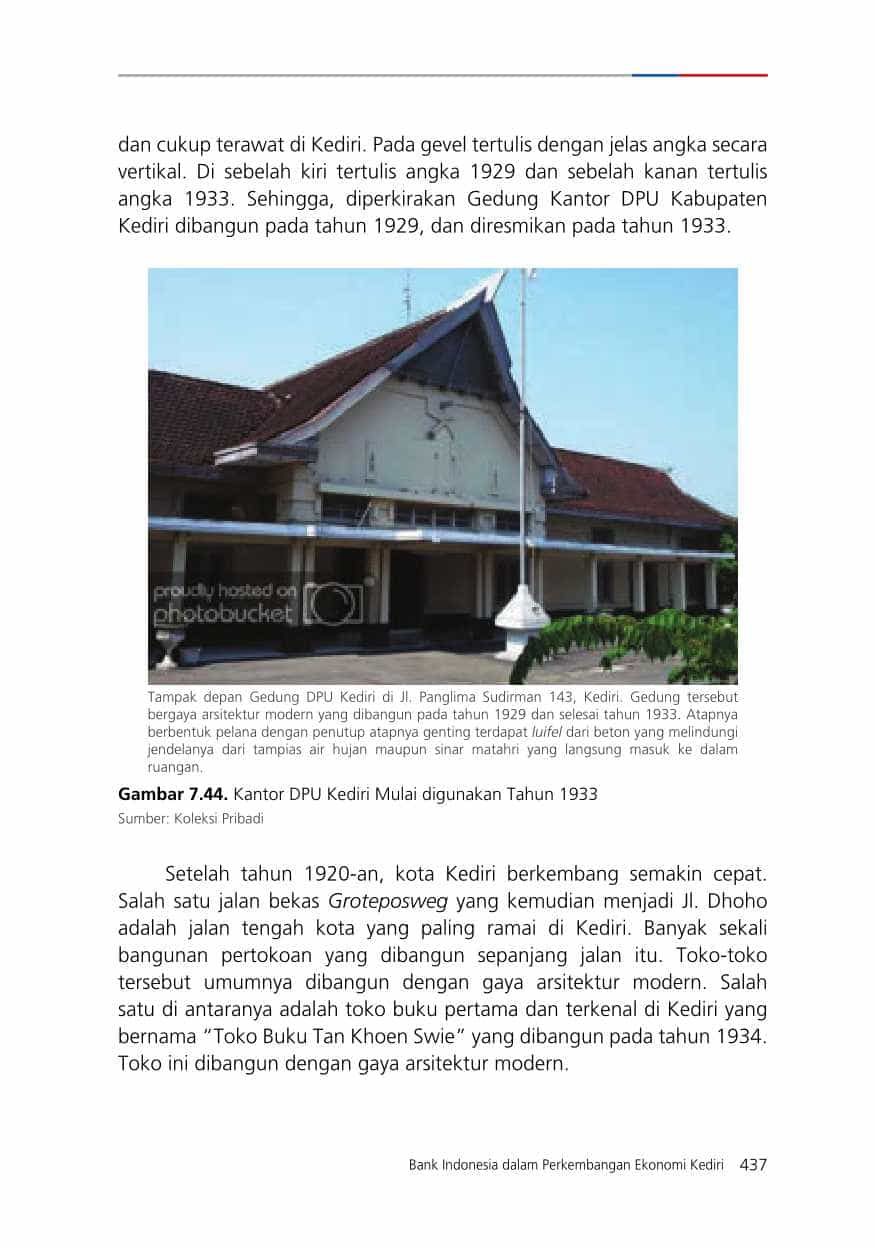 dan cukup terawat di Kediri. Pada gevel tertulis dengan jelas angka secara
vertikal. Di sebelah kiri tertulis angka 1929 dan sebelah kanan tertulis
angka 1933. Sehingga, diperkirakan Gedung Kantor DPU Kabupaten
Kediri dibangun pada tahun 1929, dan diresmikan pada tahun 1933.
proudly hosted on
photobucket
Tampak depan Gedung DPU Kediri di Jl. Panglima Sudirman 143, Kediri. Gedung tersebut
bergaya arsitektur modern yang dibangun pada tahun 1929 dan selesai tahun 1933. Atapnya
berbentuk pelana dengan penutup atapnya genting terdapat luifel dari beton yang melindungi
jendelanya dari tampias air hujan maupun sinar matahri yang langsung masuk ke dalam
ruangan.
Gambar 7.44. Kantor DPU Kediri Mulai digunakan Tahun 1933
Sumber: Koleksi Pribadi
Setelah tahun 1920-an, kota Kediri berkembang semakin cepat.
Salah satu jalan bekas Groteposweg yang kemudian menjadi Jl. Dhoho
adalah jalan tengah kota yang paling ramai di Kediri. Banyak sekali
bangunan pertokoan yang dibangun sepanjang jalan itu. Toko-toko
tersebut umumnya dibangun dengan gaya arsitektur modern. Salah
satu di antaranya adalah toko buku pertama dan terkenal di Kediri yang
bernama “Toko Buku Tan Khoen Swie” yang dibangun pada tahun 1934.
Toko ini dibangun dengan gaya arsitektur modern.
Bank Indonesia dalam Perkembangan Ekonomi Kediri 437